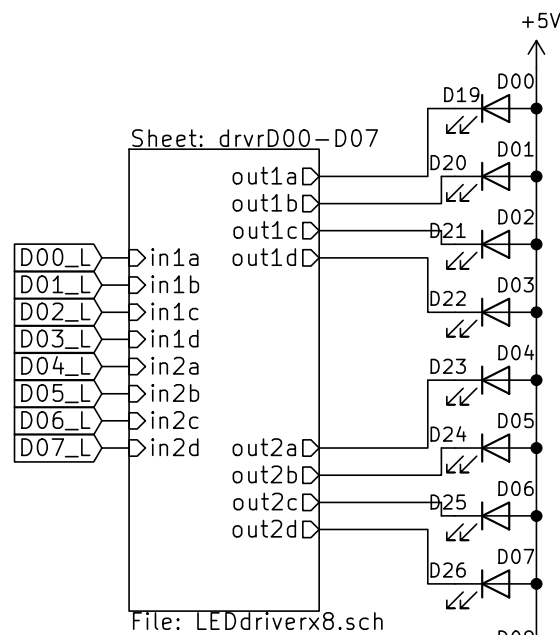 +5V
D19 D00
Sheet: drvrD00-D07
D20 D01
out1a
out1b
D21 D02
out1c
D00_L in1a out1d
D01_L in1b
D22 D03
D02_L in1c
D03_L in1d
D04_L in2a
D23 D04
D05_L in2b
D06_L in2c
D24 D05
D07_L in2d out2a
out2b
D25 D06
out2c
out2d
D26 D07
File: LEDdriverx8.sch